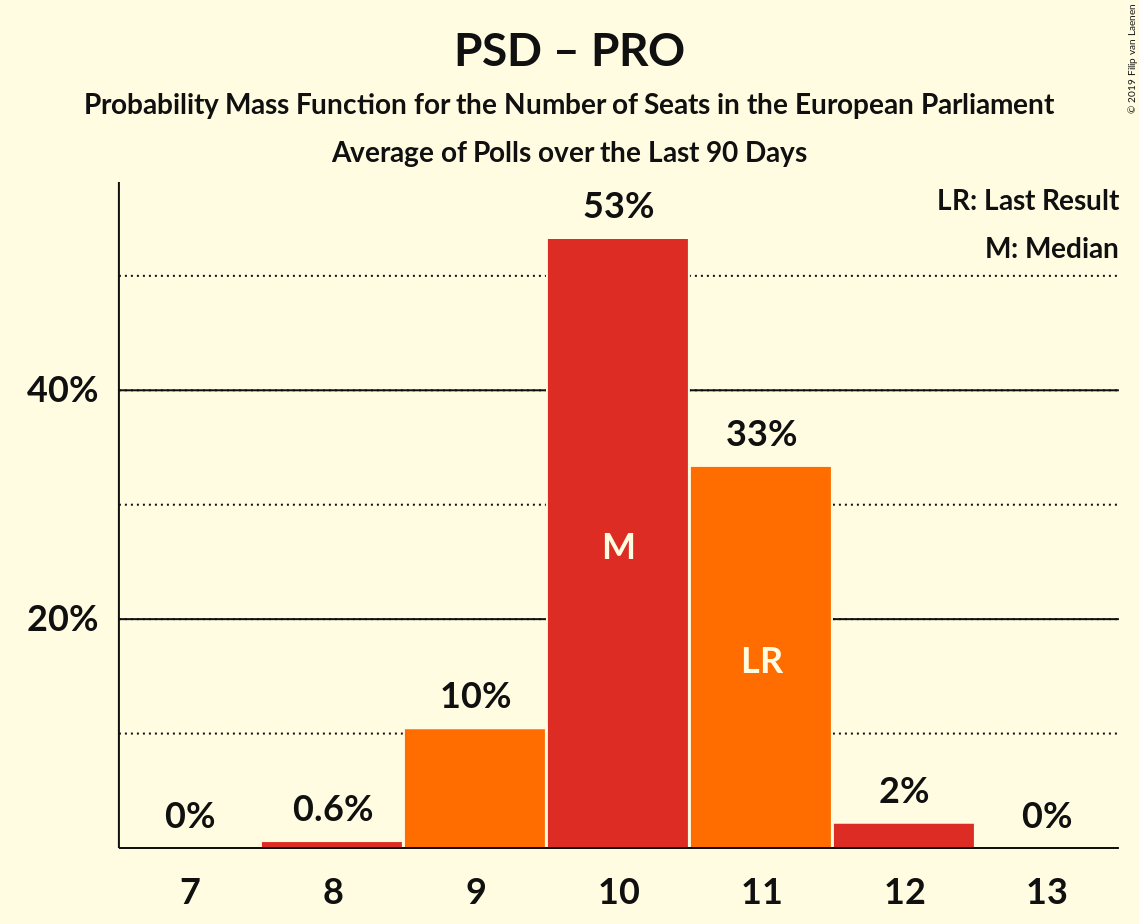 PSD – PRO
Probability Mass Function for the Number of Seats in the European Parliament
Average of Polls over the Last 90 Days
© 2019 Filip van Laenen
LR: Last Result
M: Median
53%
40%
33%
M
20%
LR
10%
2%
0%
0.6%
0%
7
8
9
10
11
12
13